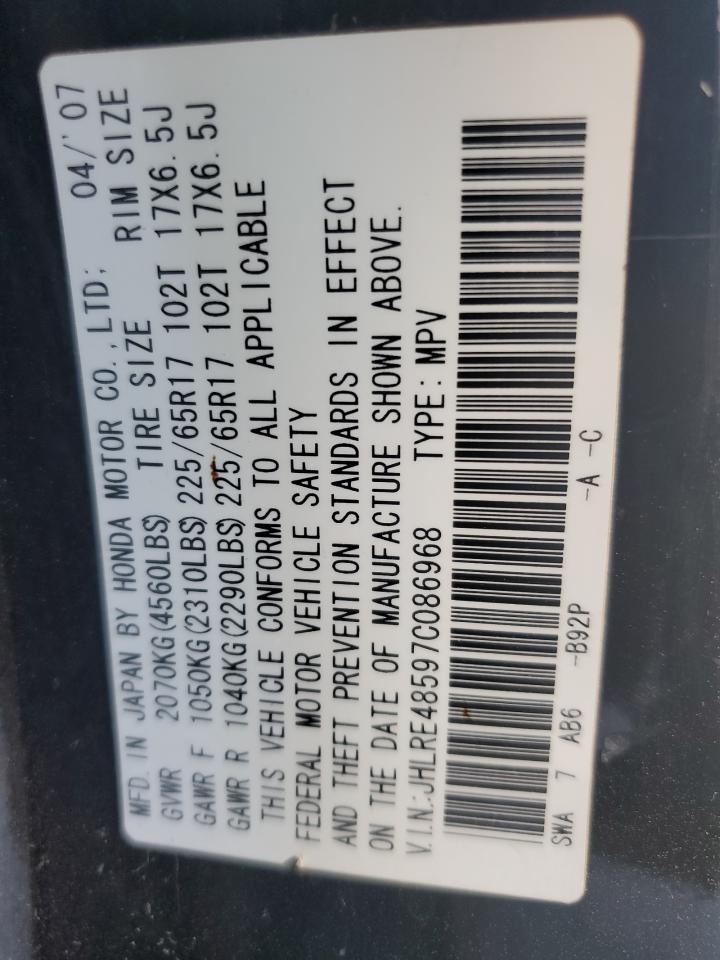 MFD. IN JAPAN BY HONDA MOTOR CO.,LTD; 04/'07
GVWR 2070KG(4560LBS) TIRE SIZE RIM SIZE
GAWR F 1050KG(2310LBS) 225/65R17 102T 17X6.5J
GAWR R 1040KG(2290LBS) 225/65R17 102T 17X6.5J
THIS VEHICLE CONFORMS TO ALL APPLICABLE
FEDERAL MOTOR VEHICLE SAFETY
AND THEFT PREVENTION STANDARDS IN EFFECT
ON THE DATE OF MANUFACTURE SHOWN ABOVE.
V.I.N.:JHLRE48597C086968 TYPE:MPV
SWA 7 AB6 -B92P -A -C